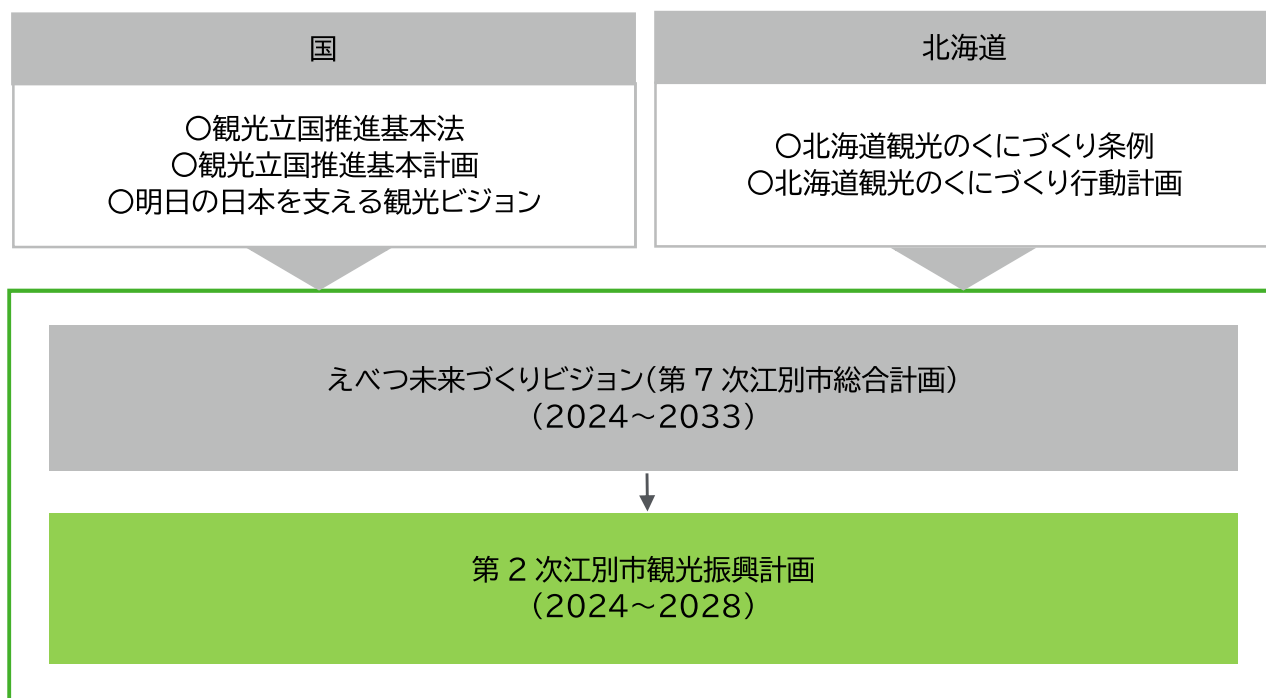 国
〇観光立国推進基本法
〇観光立国推進基本計画
〇明日の日本を支える観光ビジョン
北海道
〇北海道観光のくにづくり条例
〇北海道観光のくにづくり行動計画
えべつ未来づくりビジョン(第 7 次江別市総合計画)
(2024~2033)
第 2 次江別市観光振興計画
(2024~2028)